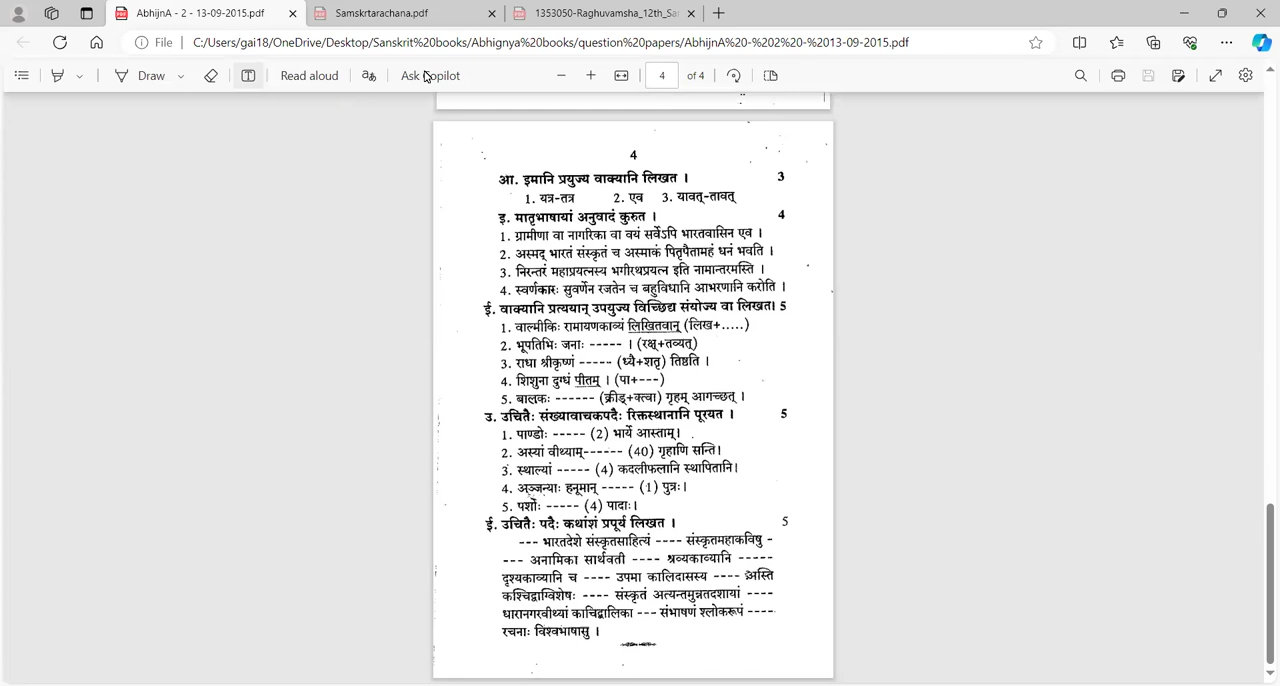 AbhijnA - 2 - 13-09-2015.pdf
Samskrtarachana.pdf
1353050-Raghuvamsha_12th_Sa
File C:/Users/gai18/OneDrive/Desktop/Sanskrit%20books/Abhignya%20books/question%20papers/AbhijnA%20-%202%20-%2013-09-2015.pdf
Draw Read aloud aあ Ask Copilot 4 of 4
4
आ. इमानि प्रयुज्य वाक्यानि लिखत । 3
1. यत्र-तत्र 2. एव 3. यावत्-तावत्
इ. मातृभाषायां अनुवादं कुरुत । 4
1. ग्रामीणा वा नागरिका वा वयं सर्वेऽपि भारतवासिन एव ।
2. अस्मद् भारतं संस्कृतं च अस्माकं पितृपैतामहं धनं भवति ।
3. निरन्तरं महाप्रयत्नस्य भगीरथप्रयत्न इति नामान्तरमस्ति ।
4. स्वर्णकारः सुवर्णेन रजतेन च बहुविधानि आभरणानि करोति ।
ई. वाक्यानि प्रत्ययान् उपयुज्य विच्छिद्य संयोज्य वा लिखत। 5
1. वाल्मीकिः रामायणकाव्यं लिखितवान् (लिख+.....)
2. भूपतिभिः जनाः ----- । (रक्ष्+तव्यत्)
3. राधा श्रीकृष्णं ----- (ध्यै+शतृ) तिष्ठति ।
4. शिशुना दुग्धं पीतम् । (पा+---)
5. बालकः ------ (क्रीड्+क्त्वा) गृहम् आगच्छत् ।
उ. उचितैः संख्यावाचकपदैः रिक्तस्थानानि पूरयत । 5
1. पाण्डोः ----- (2) भार्ये आस्ताम्।
2. अस्यां वीथ्याम्------ (40) गृहाणि सन्ति।
3. स्थाल्यां ----- (4) कदलीफलानि स्थापितानि।
4. अञ्जन्याः हनूमान् ----- (1) पुत्रः।
5. पर्शोः ----- (4) पादाः।
ई. उचितैः पदैः कथांशं प्रपूर्य लिखत । 5
--- भारतदेशे संस्कृतसाहित्यं ---- संस्कृतमहाकविषु -
--- अनामिका सार्थवती ---- श्रव्यकाव्यानि -----
दृश्यकाव्यानि च ---- उपमा कालिदासस्य ---- अस्ति
कश्चिद्वाग्विशेषः ---- संस्कृतं अत्यन्तमुन्नतदशायां ----
धारानगरवीथ्यां काचिद्बालिका --- संभाषणं श्लोकरूपं ----
रचनाः विश्वभाषासु ।